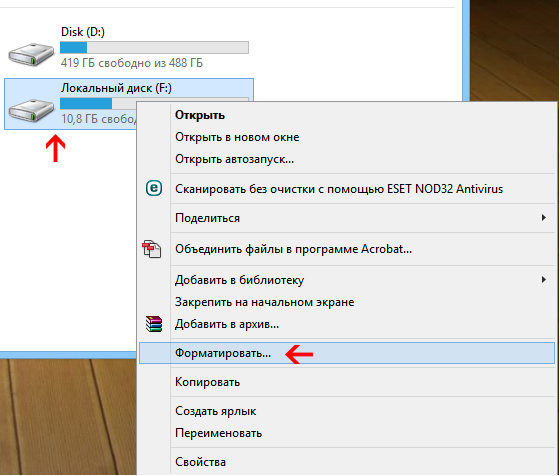 Disk (D:)
419 ГБ свободно из 488 ГБ
Локальный диск (F:)
10,8 ГБ свобод
Открыть
Открыть в новом окне
Открыть автозапуск...
Сканировать без очистки с помощью ESET NOD32 Antivirus
Поделиться
Объединить файлы в программе Acrobat...
Добавить в библиотеку
Закрепить на начальном экране
Добавить в архив...
Форматировать...
Копировать
Создать ярлык
Переименовать
Свойства